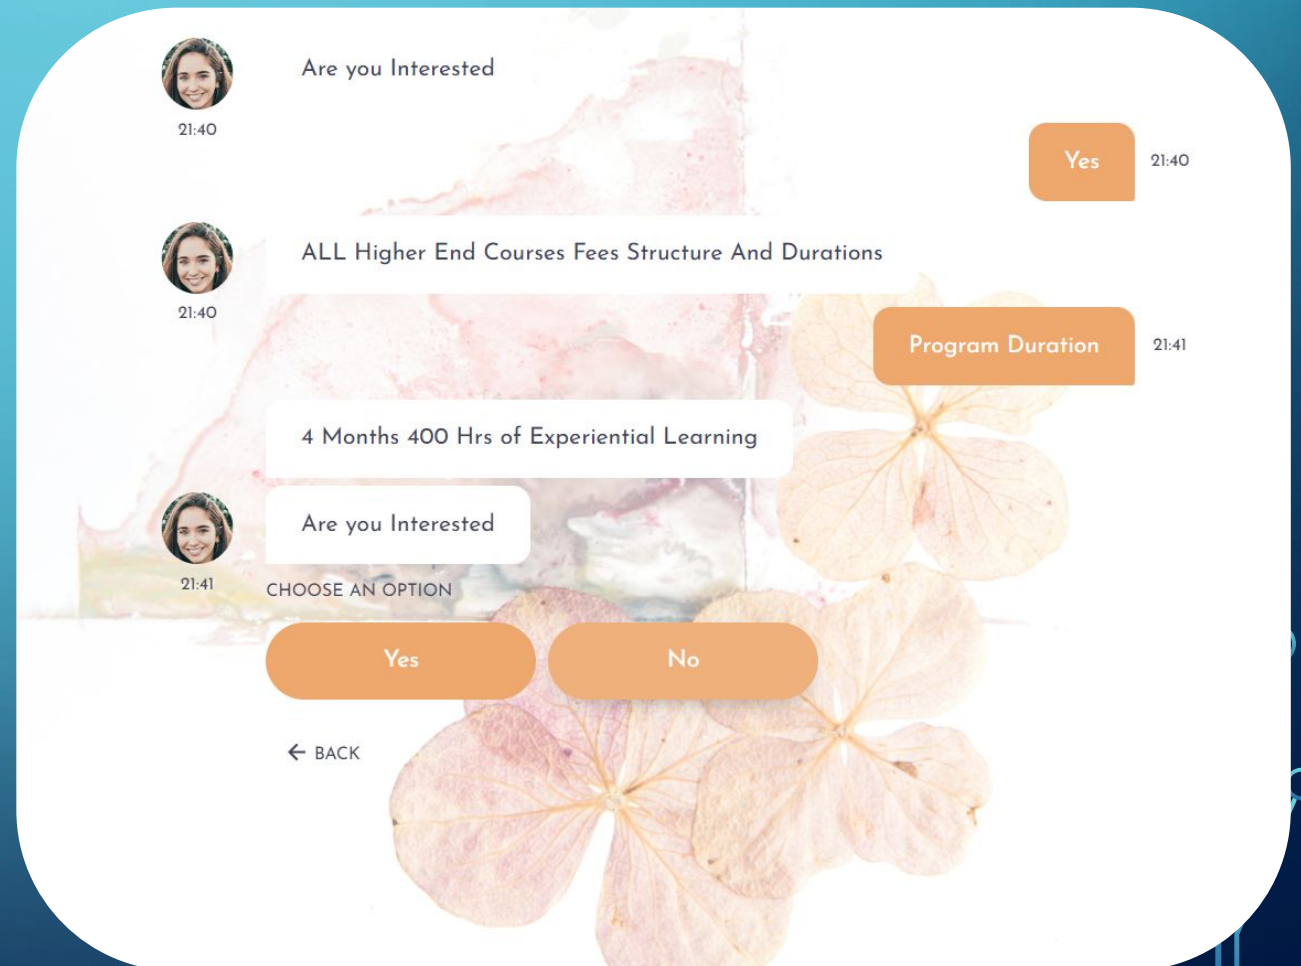 Are you Interested
21:40
Yes
21:40
ALL Higher End Courses Fees Structure And Durations
21:40
Program Duration
21:41
4 Months 400 Hrs of Experiential Learning
Are you Interested
21:41
CHOOSE AN OPTION
Yes
No
← BACK